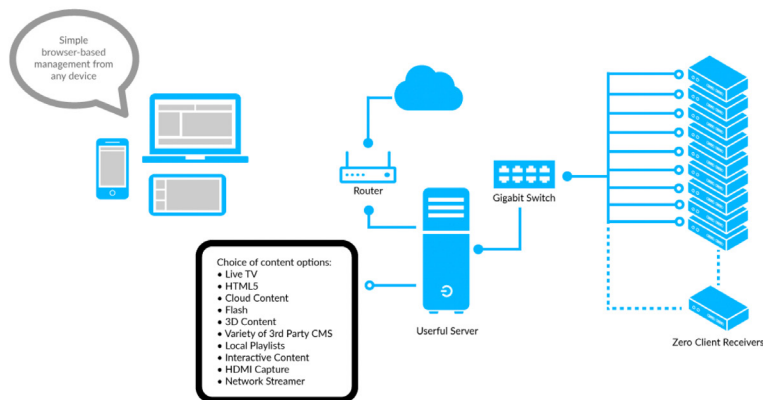 Simple
browser-based
management from
any device
Router
Gigabit Switch
Choice of content options:
• Live TV
• HTML5
• Cloud Content
• Flash
• 3D Content
• Variety of 3rd Party CMS
• Local Playlists
• Interactive Content
• HDMI Capture
• Network Streamer
Userful Server
Zero Client Receivers